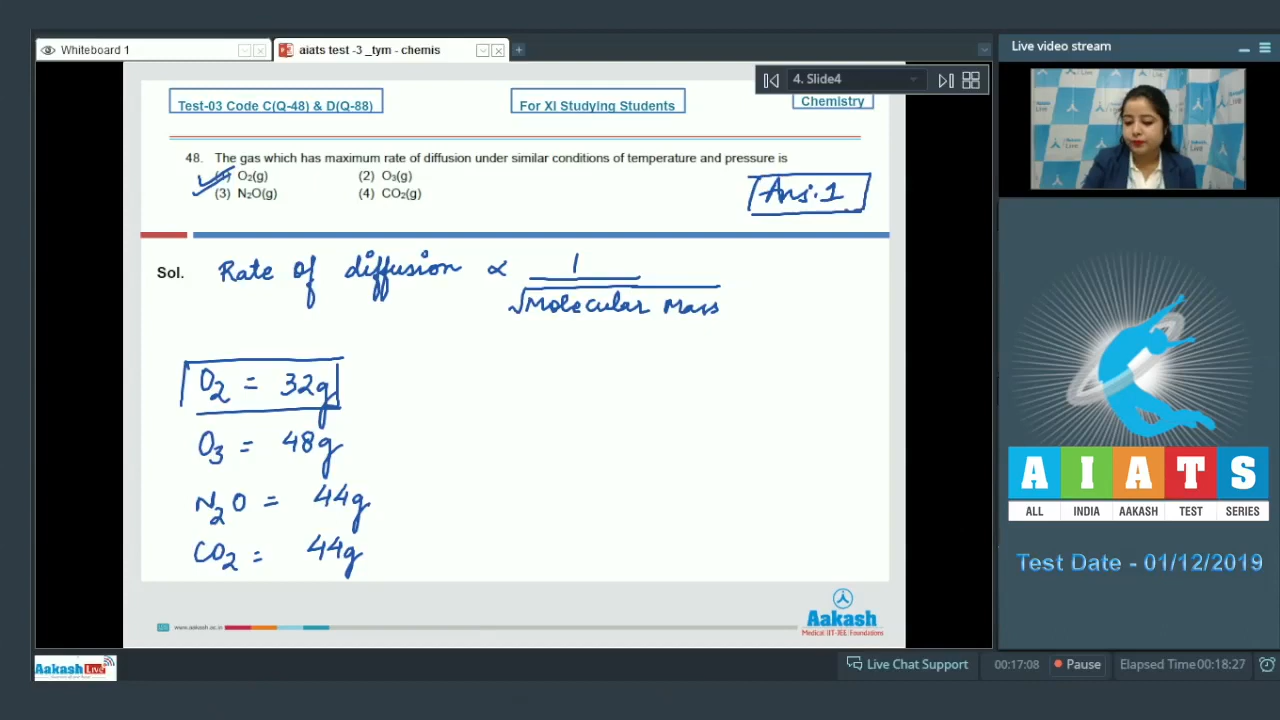 Whiteboard 1
aiats test -3 _tym - chemis
Live video stream
4. Slide4
Test-03 Code C(Q-48) & D(Q-88)
For XI Studying Students
Chemistry
48. The gas which has maximum rate of diffusion under similar conditions of temperature and pressure is
(1) O₂(g) (2) O₃(g)
(3) N₂O(g) (4) CO₂(g)
Ans. 1
Sol. Rate of diffusion ∝ 1
√Molecular Mass
O₂ = 32g
O₃ = 48g
N₂O = 44g
CO₂ = 44g
www.aakash.ac.in
Aakash
Medical|IIT-JEE|Foundations
A I A T S
ALL INDIA AAKASH TEST SERIES
Test Date - 01/12/2019
Aakash Live
Live Chat Support
00:17:08
Pause
Elapsed Time 00:18:27